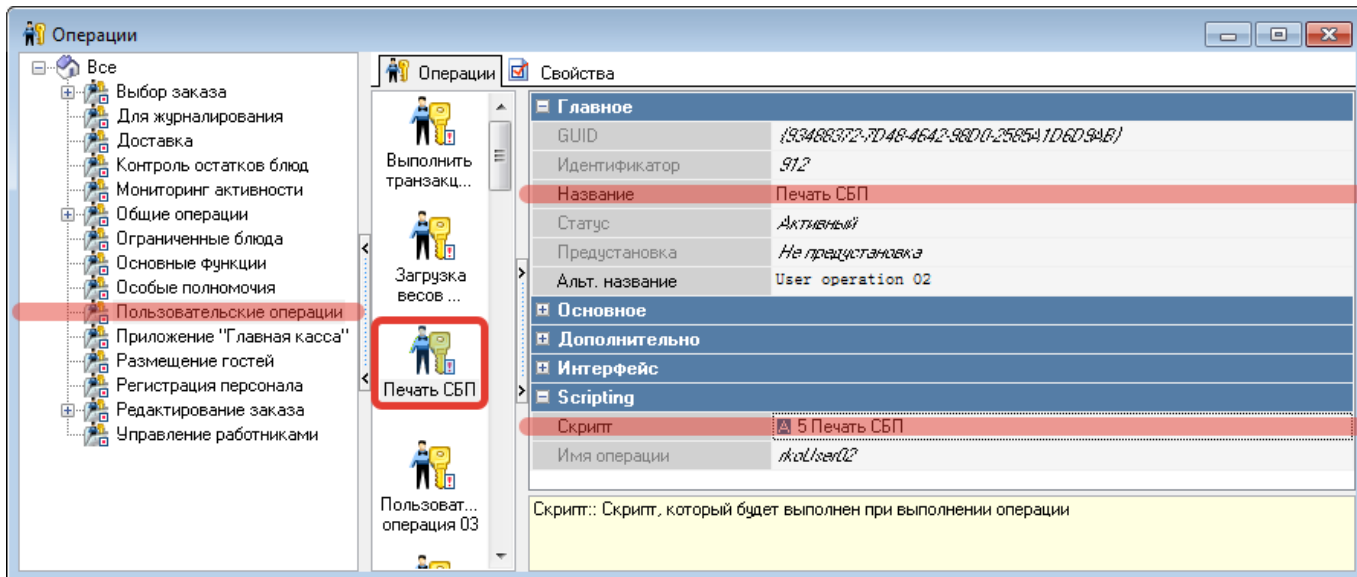 Операции
Все
Выбор заказа
Для журналирования
Доставка
Контроль остатков блюд
Мониторинг активности
Общие операции
Ограниченные блюда
Основные функции
Особые полномочия
Пользовательские операции
Приложение "Главная касса"
Размещение гостей
Регистрация персонала
Редактирование заказа
Управление работниками
Операции
Свойства
Выполнить
транзакц...
Загрузка
весов ...
Печать СБП
Пользоват...
операция 03
Главное
GUID {93486372-7D48-4642-98D0-2585A1D6D9AB}
Идентификатор 912
Название Печать СБП
Статус Активный
Предустановка Не предустановка
Альт. название User operation 02
Основное
Дополнительно
Интерфейс
Scripting
Скрипт A 5 Печать СБП
Имя операции rkoUser02
Скрипт:: Скрипт, который будет выполнен при выполнении операции